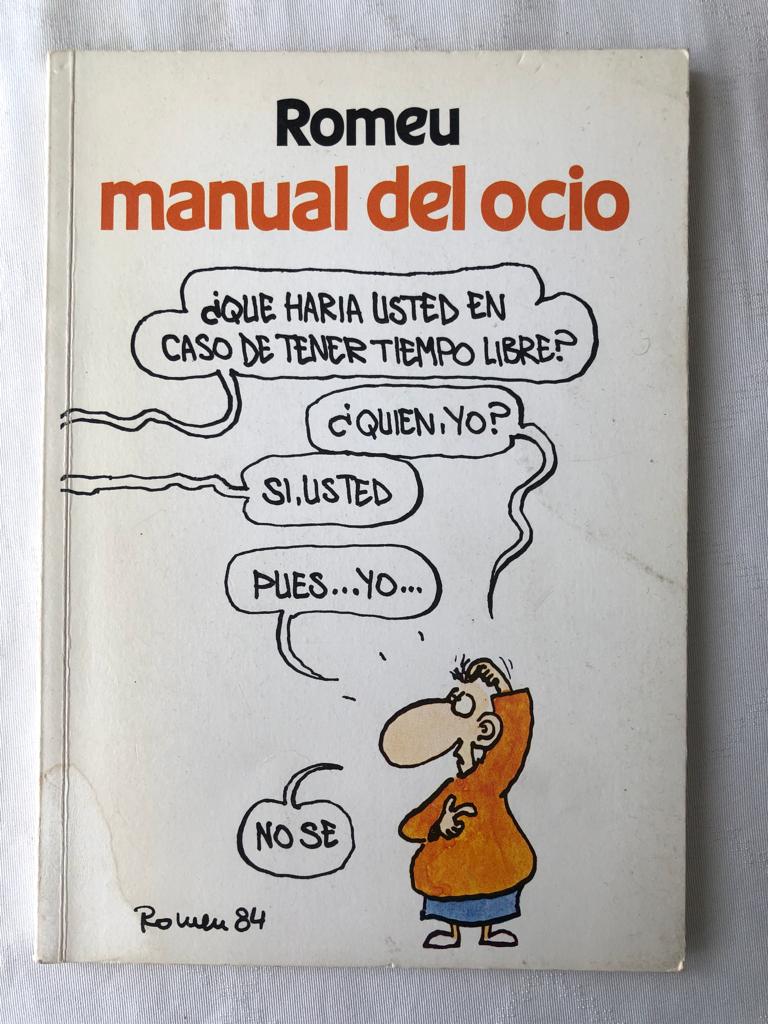 Romeu
manual del ocio
¿QUE HARIA USTED EN
CASO DE TENER TIEMPO LIBRE?
¿QUIEN, YO?
SI, USTED
PUES...YO...
NO SE
Romeu 84